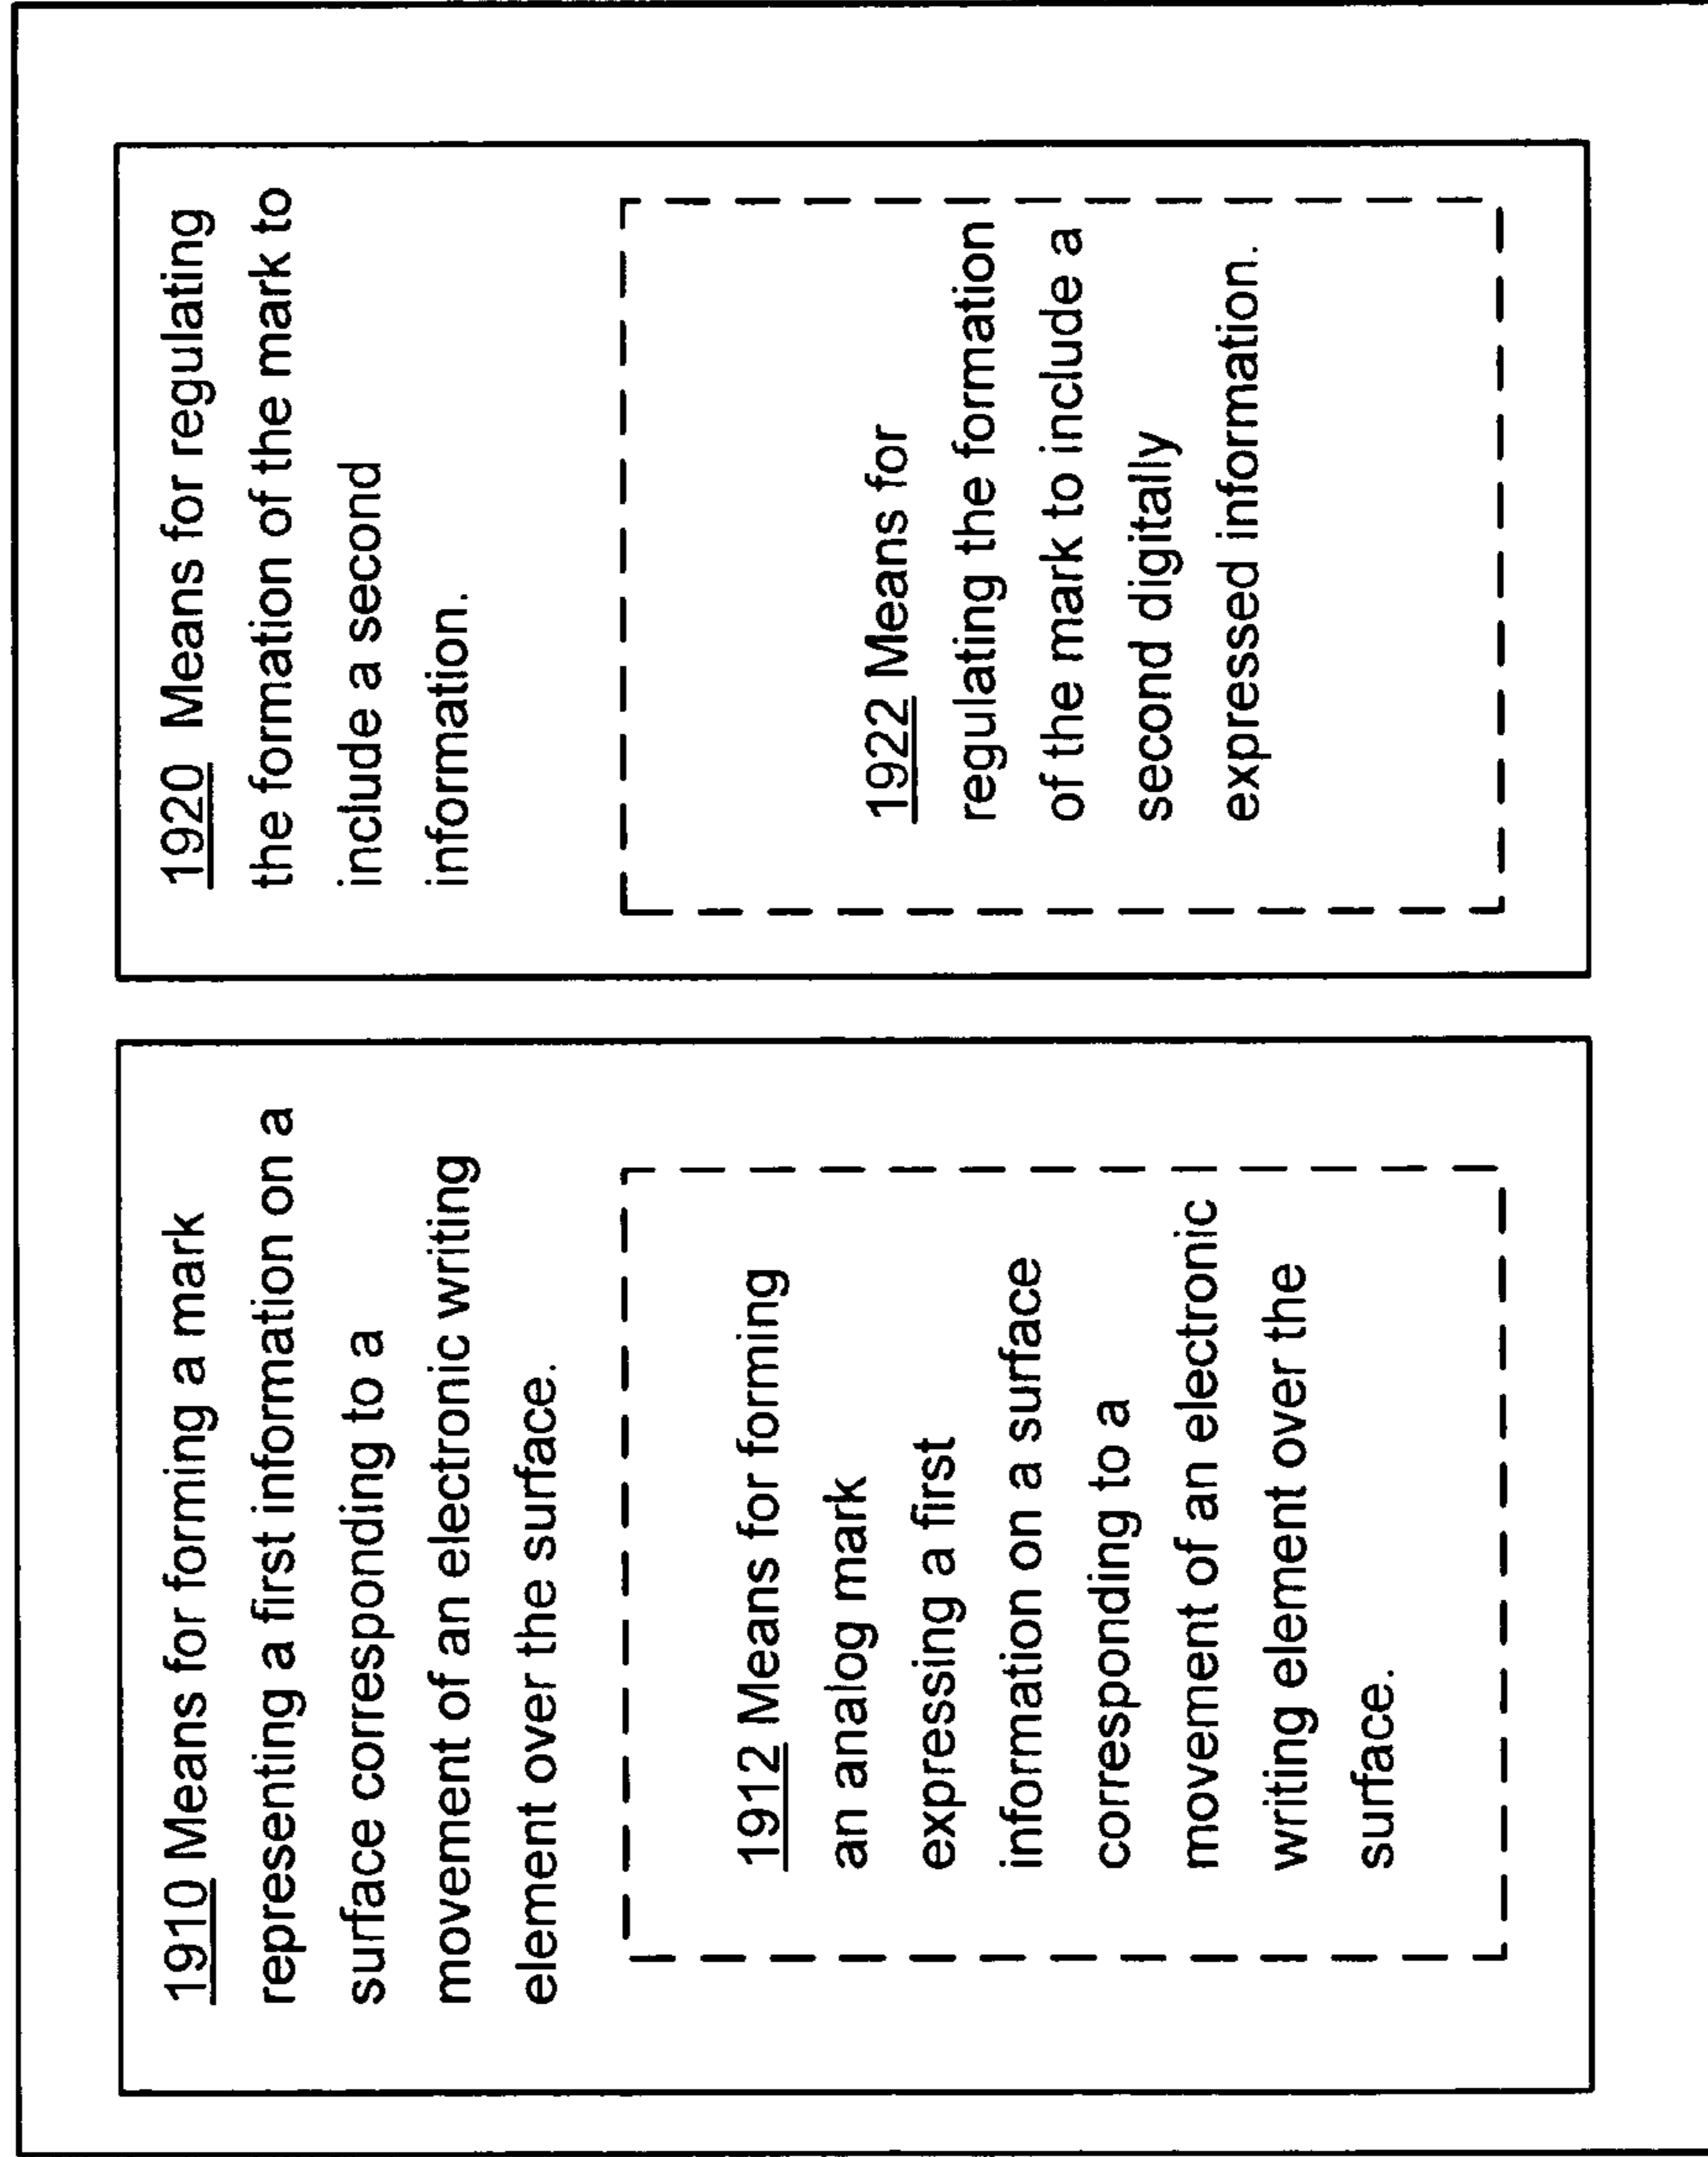 1910 Means for forming a mark
representing a first information on a
surface corresponding to a
movement of an electronic writing
element over the surface.
1912 Means for forming
an analog mark
expressing a first
information on a surface
corresponding to a
movement of an electronic
writing element over the
surface.
1920 Means for regulating
the formation of the mark to
include a second
information.
1922 Means for
regulating the formation
of the mark to include a
second digitally
expressed information.